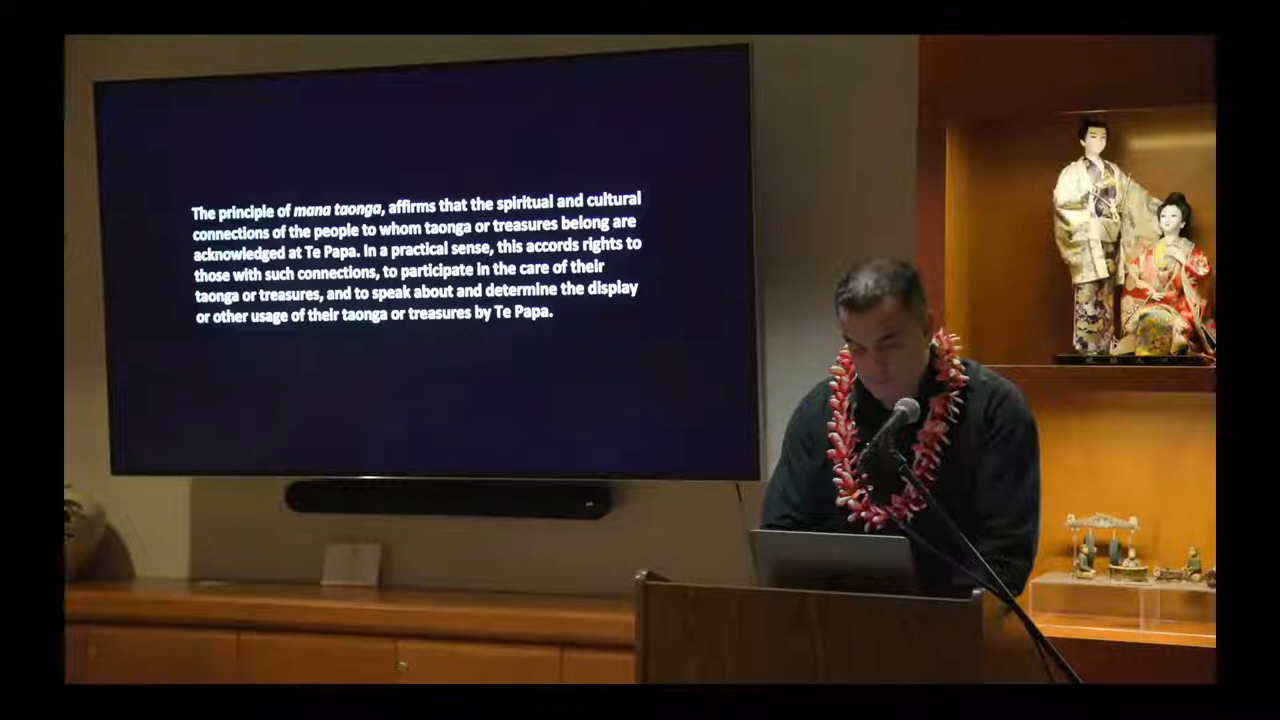 The principle of mana taonga, affirms that the spiritual and cultural
connections of the people to whom taonga or treasures belong are
acknowledged at Te Papa. In a practical sense, this accords rights to
those with such connections, to participate in the care of their
taonga or treasures, and to speak about and determine the display
or other usage of their taonga or treasures by Te Papa.